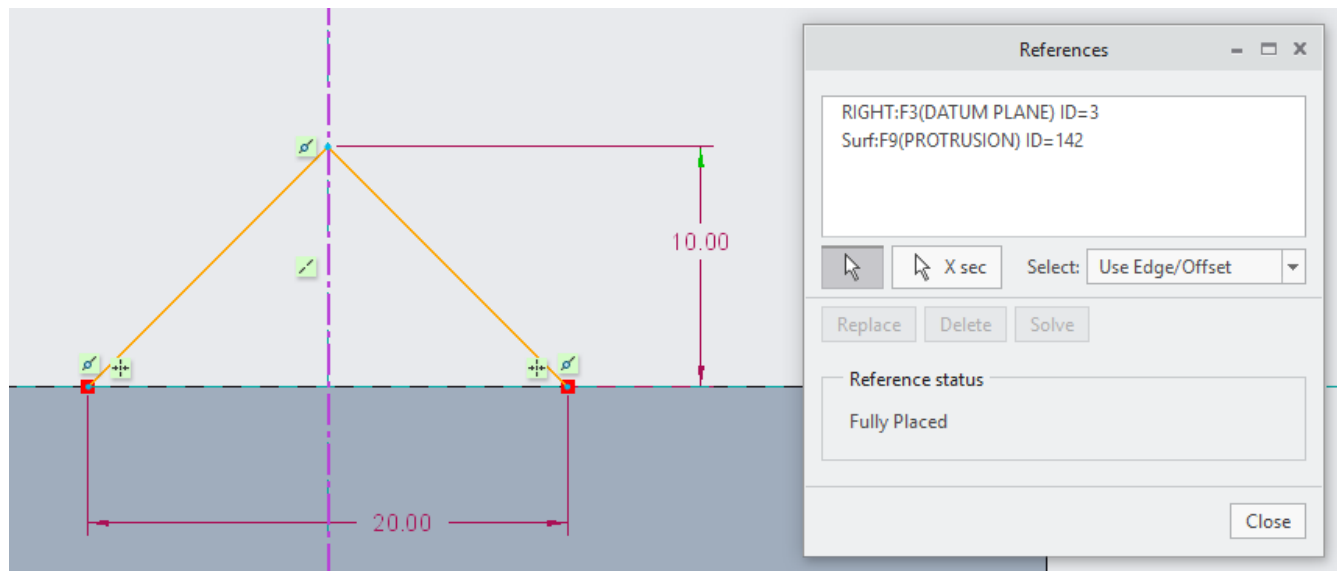 References
RIGHT:F3(DATUM PLANE) ID=3
Surf:F9(PROTRUSION) ID=142
X sec
Select:
Use Edge/Offset
Replace
Delete
Solve
Reference status
Fully Placed
Close
10.00
20.00